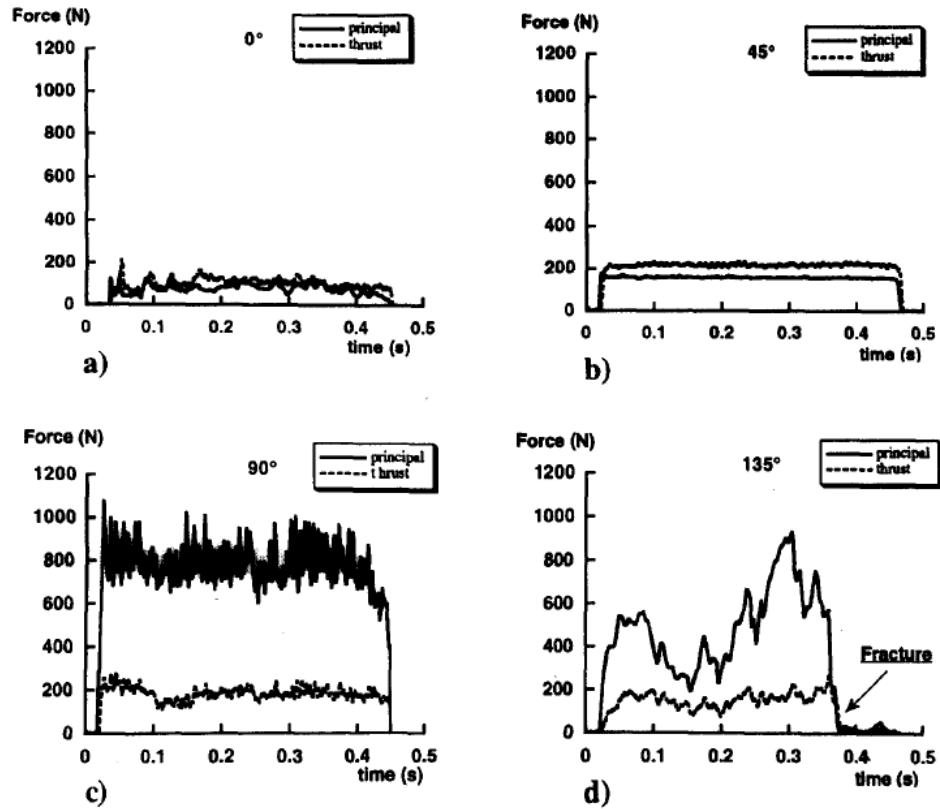 Force (N)
0°
principal
thrust
1200
1000
800
600
400
200
0
0 0.1 0.2 0.3 0.4 0.5
time (s)
a)
Force (N)
45°
principal
thrust
1200
1000
800
600
400
200
0
0 0.1 0.2 0.3 0.4 0.5
time (s)
b)
Force (N)
90°
principal
t hrust
1200
1000
800
600
400
200
0
0 0.1 0.2 0.3 0.4 0.5
time (s)
c)
Force (N)
135°
principal
thrust
1200
1000
800
600
400
200
0
Fracture
0 0.1 0.2 0.3 0.4 0.5
time (s)
d)